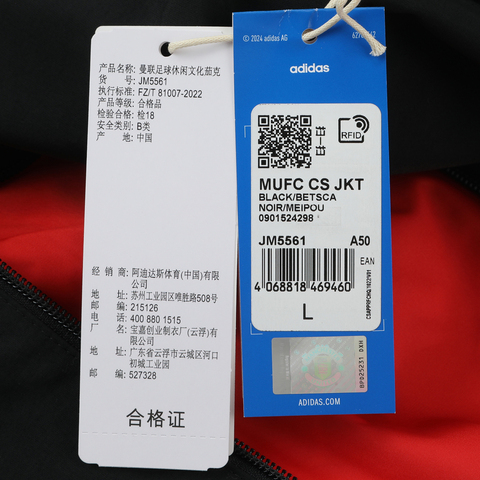 产品名称: 曼联足球休闲文化茄克
货 号: JM5561
执行标准: FZ/T 81007-2022
产品等级: 合格品
检验合格: 检18
安全类别: B类
产 地: 中国
经 销 商: 阿迪达斯体育(中国)有限
公司
地 址: 苏州工业园区唯胜路508号
邮 编: 215126
电 话: 400 880 1515
厂 名: 宝嘉创业制衣厂(云浮)
有限公司
地 址: 广东省云浮市云城区河口
初城工业园
邮 编: 527328
合格证
© 2024 adidas AG
adidas
RFID
MUFC CS JKT
BLACK/BETSCA
NOIR/MEIPOU
0901524298
JM5561 A50
EAN
4 068818 469460
L
BP025231 DXH
ADIDAS.COM